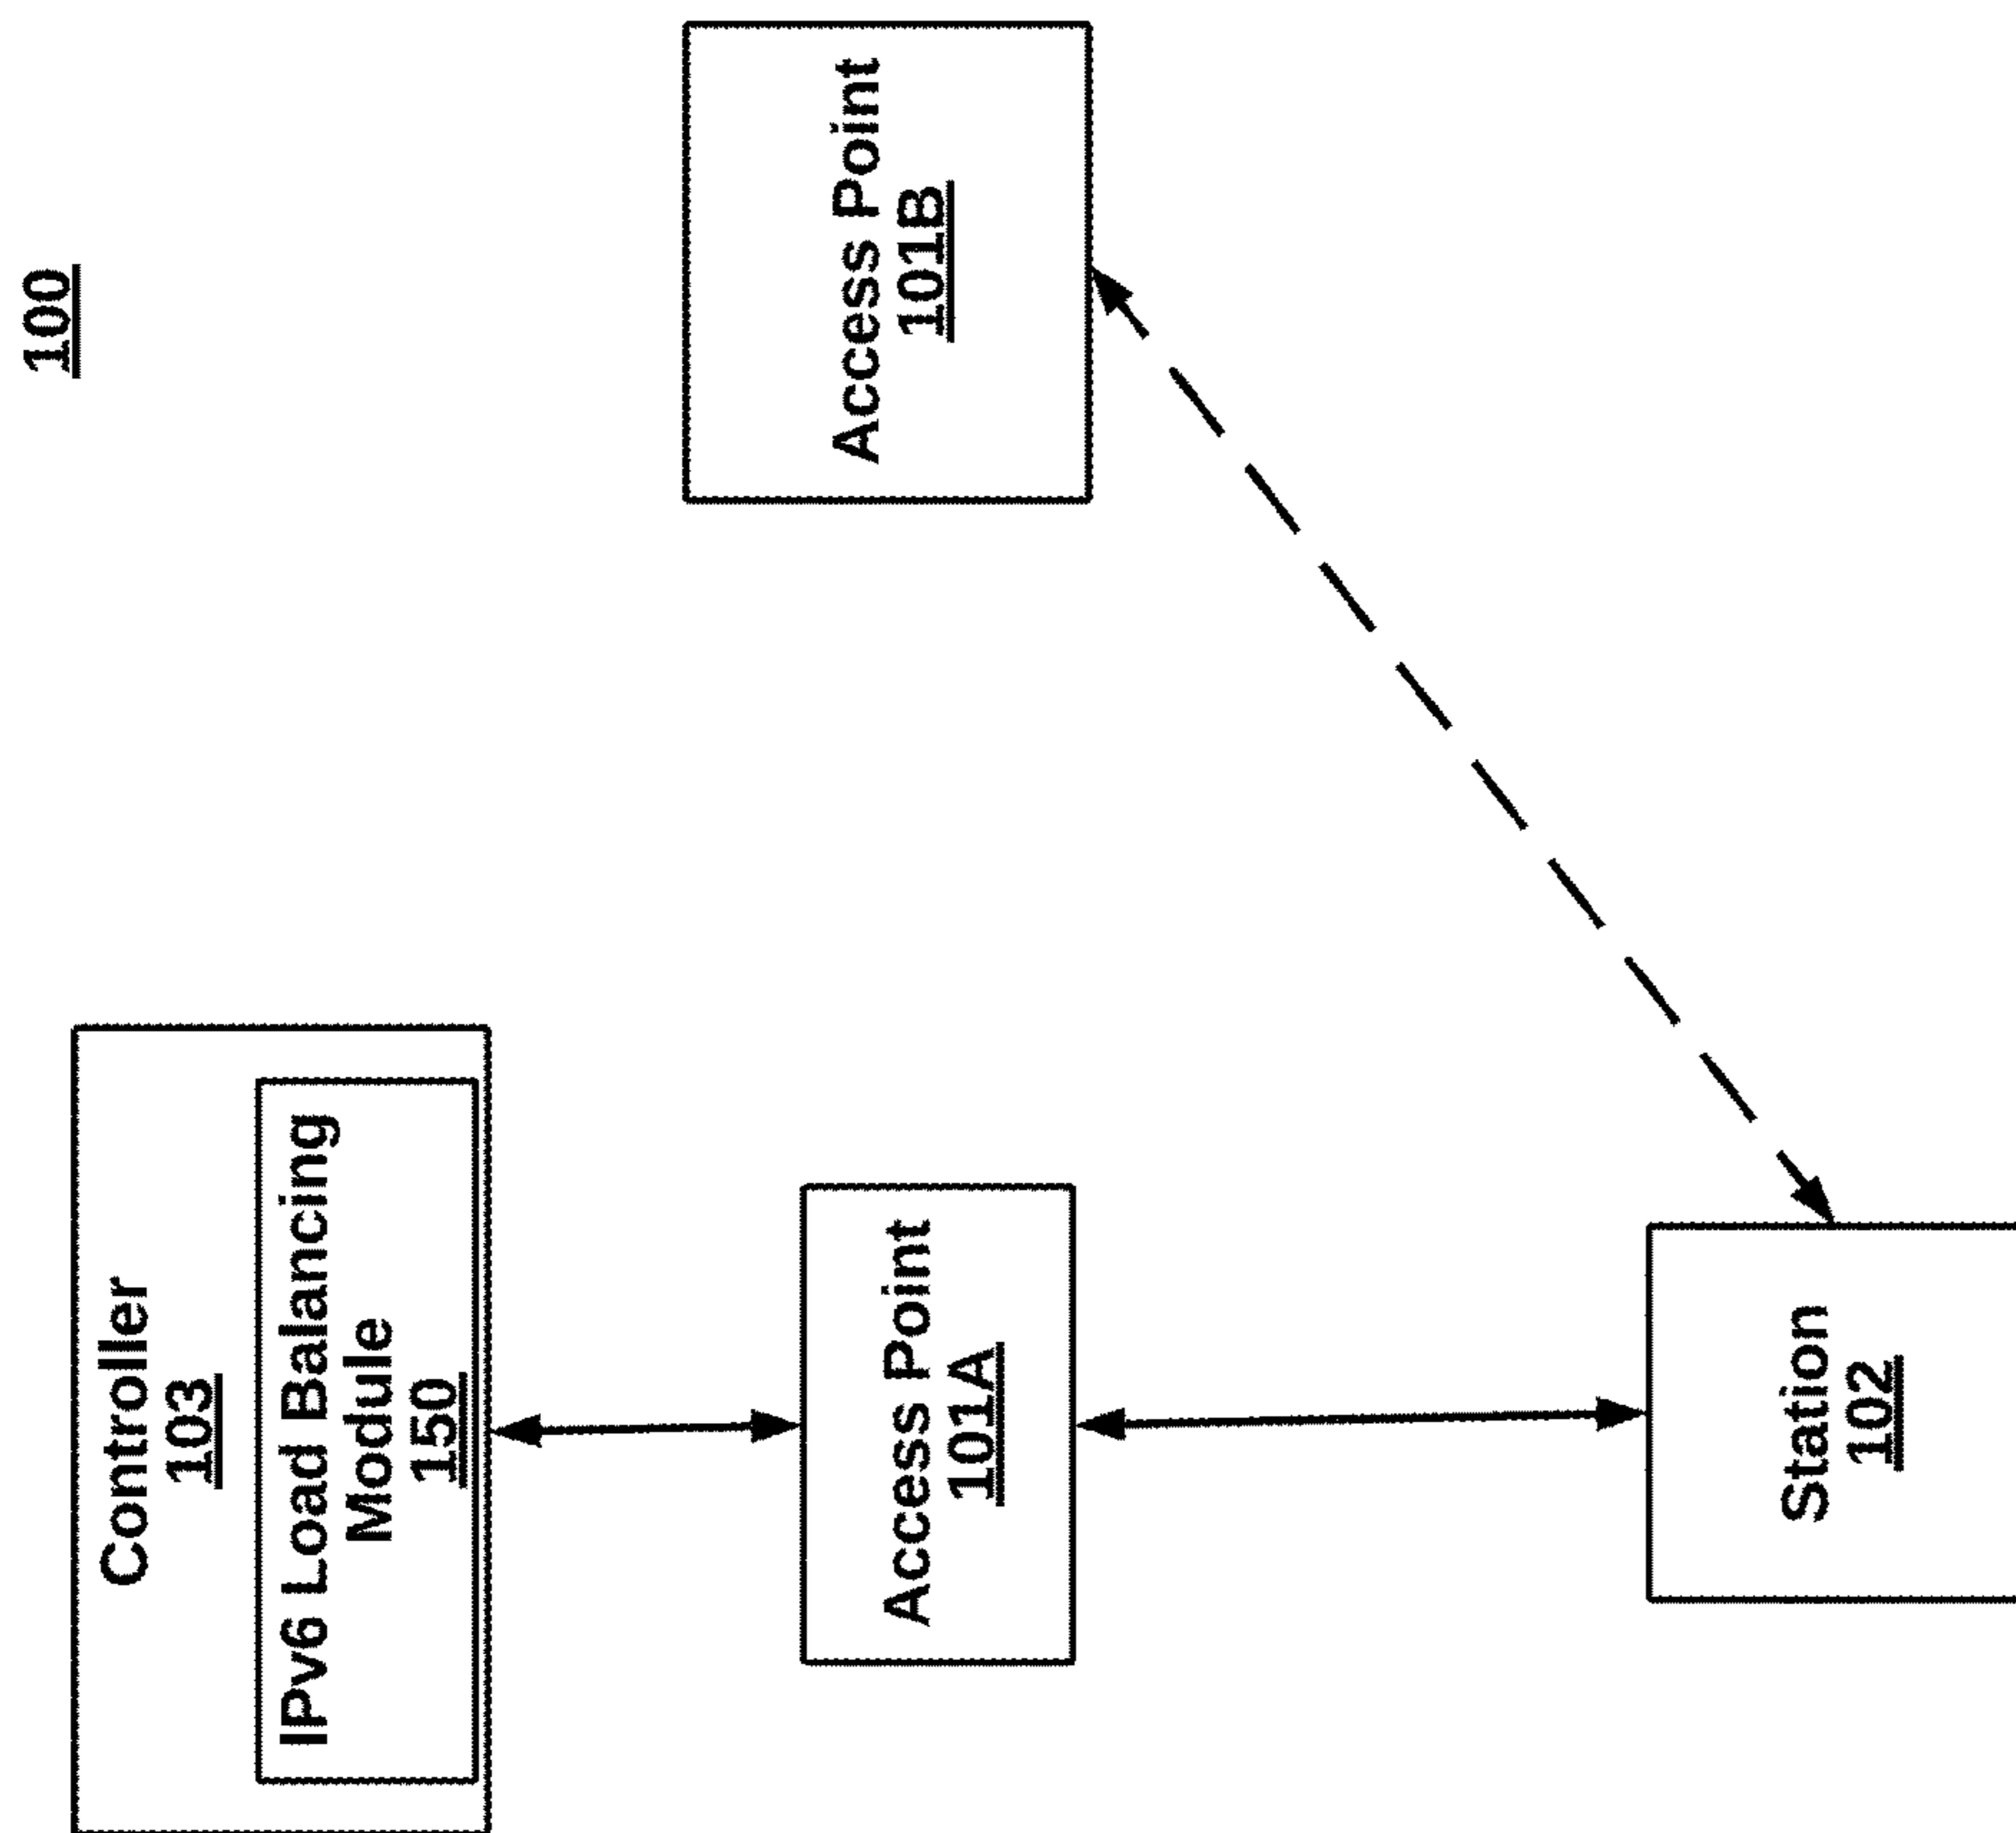 100
Controller
103
IPv6 Load Balancing
Module
150
Access Point
101A
Access Point
101B
Station
102